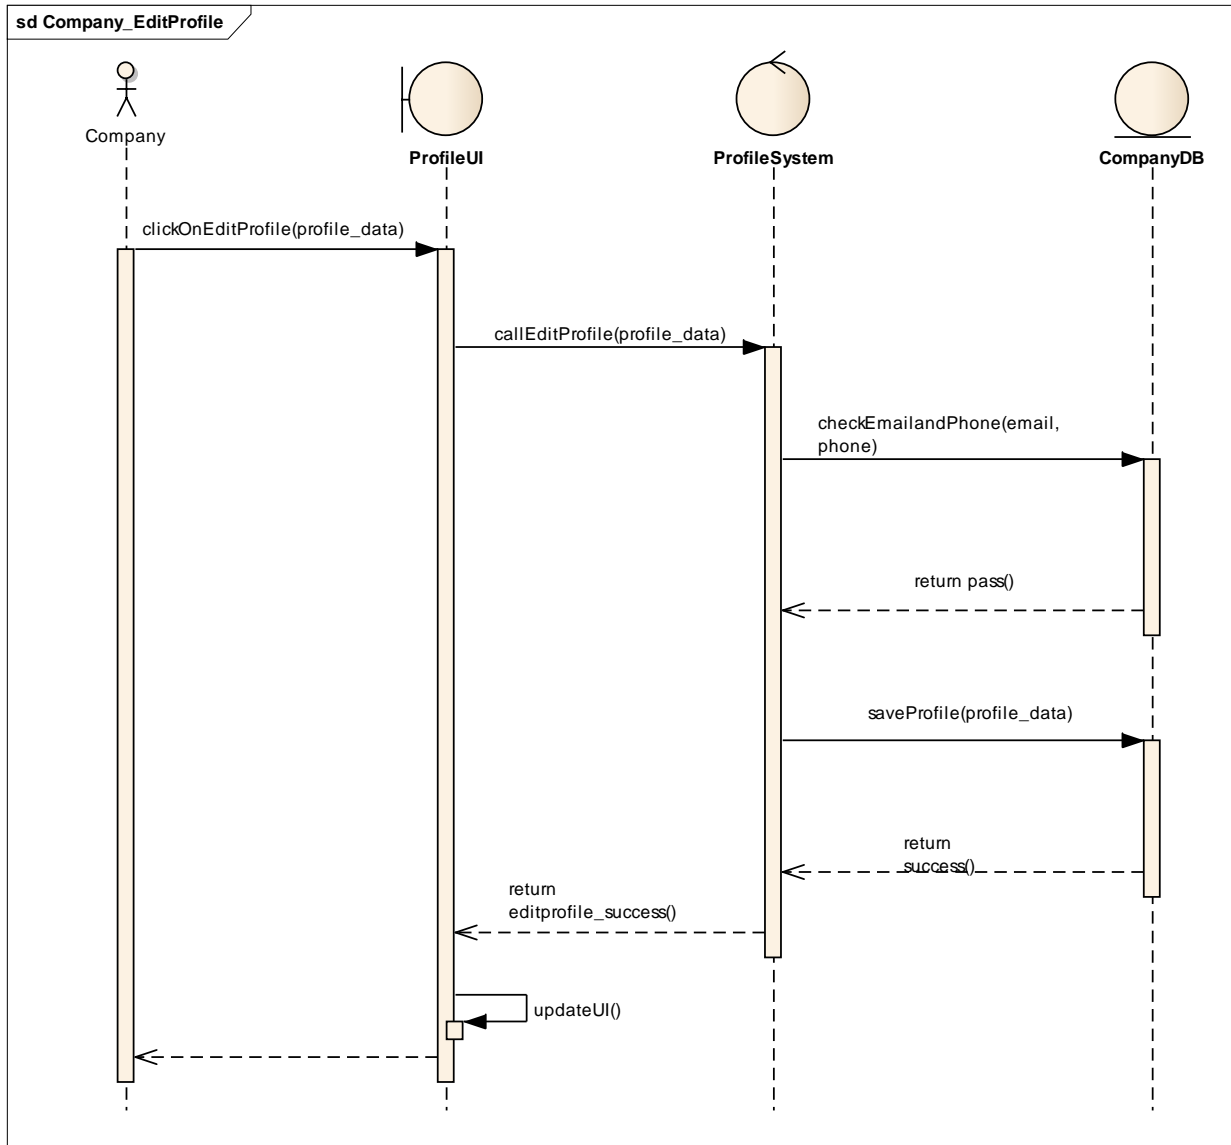 sd Company_EditProfile
Company
ProfileUI
ProfileSystem
CompanyDB
clickOnEditProfile(profile_data)
callEditProfile(profile_data)
checkEmailandPhone(email,
phone)
return pass()
saveProfile(profile_data)
return
success()
return
editprofile_success()
updateUI()